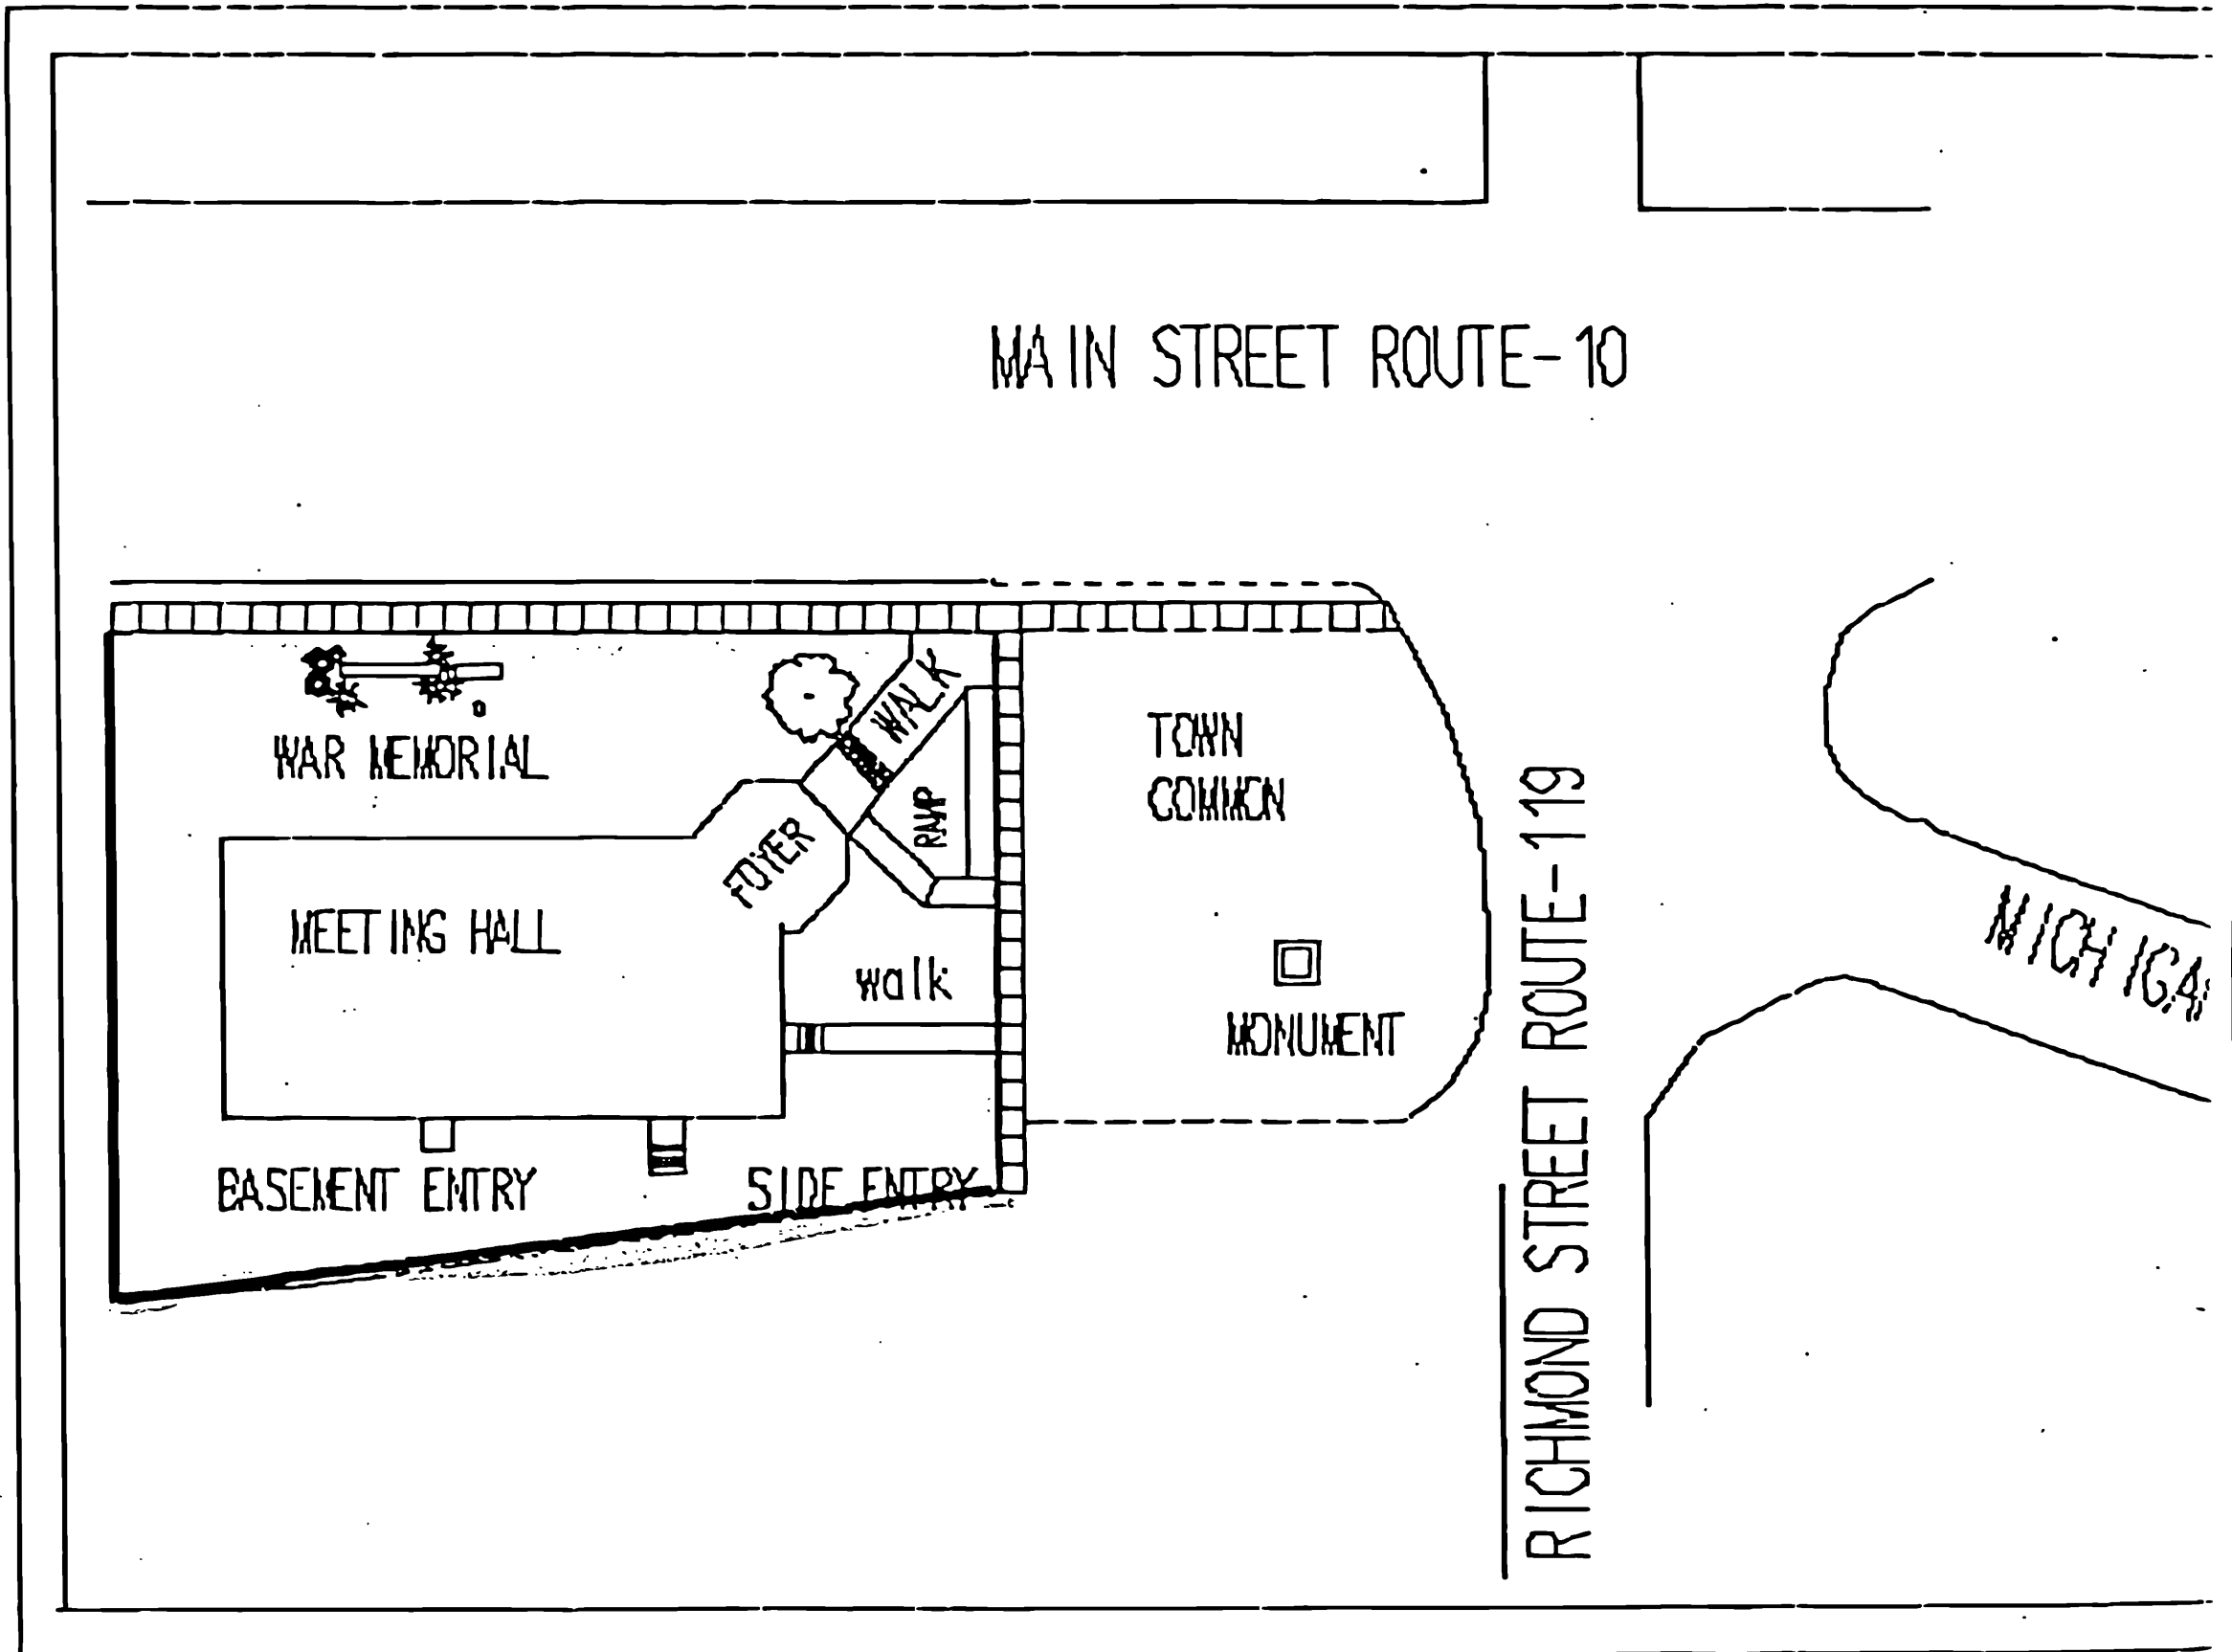 MAIN STREET ROUTE-10
WALK
WAR MEMORIAL
TOWN
COMMON
RAMP
FOYER
MEETING HALL
walk
MONUMENT
RICHMOND STREET ROUTE-119
MICHIGA
BASEMENT ENTRY
SIDE ENTRY